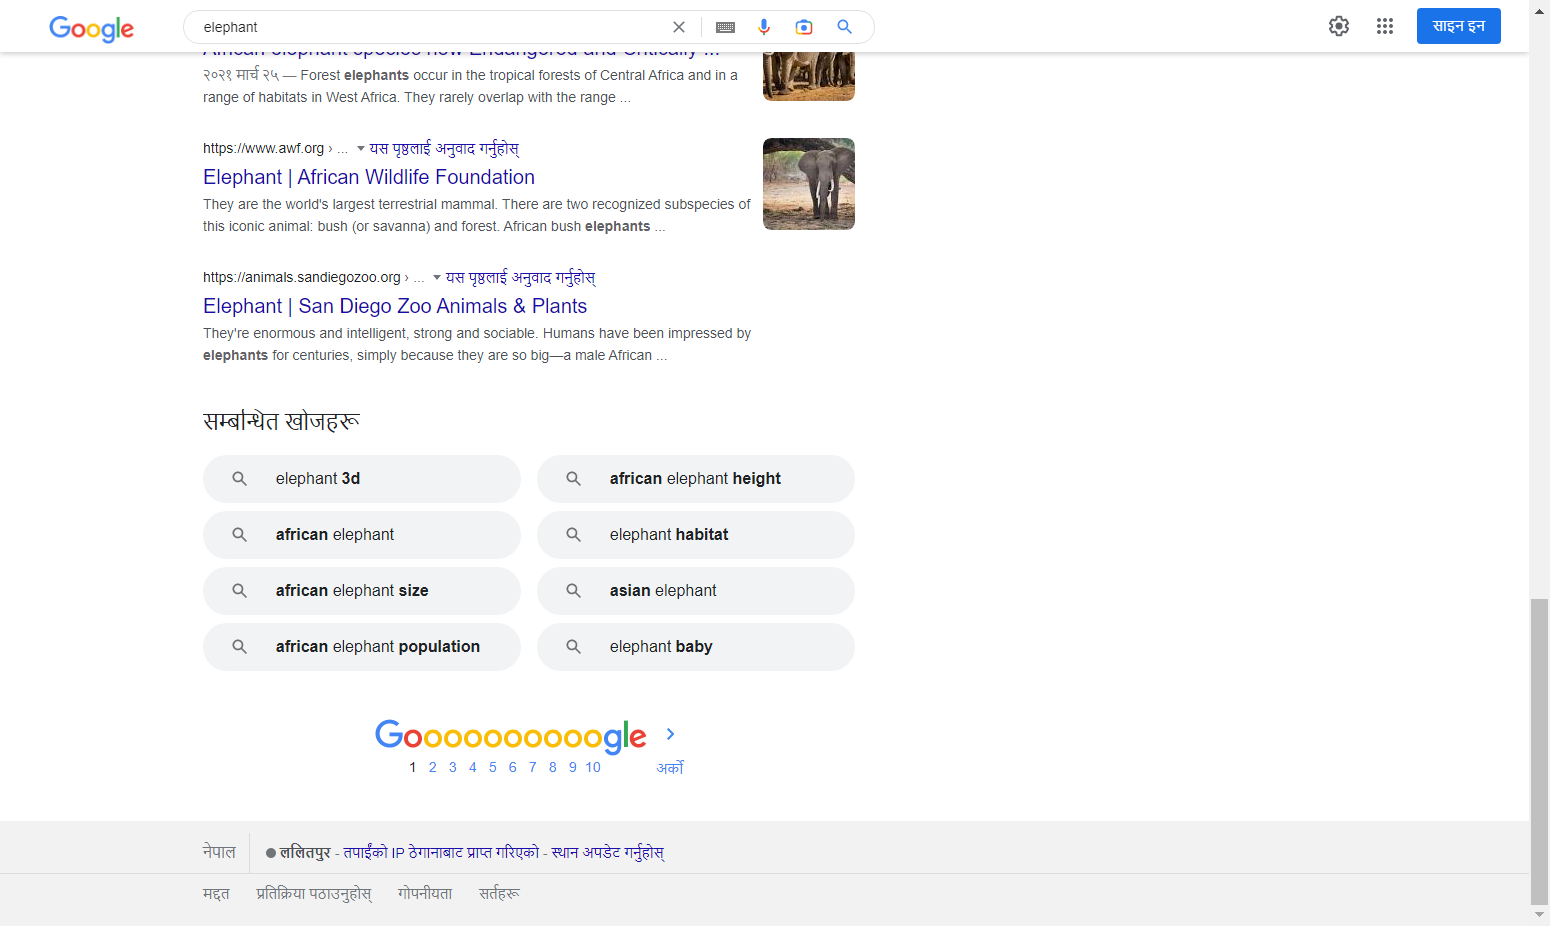 Google
elephant
साइन इन
African elephant species now Endangered and Critically ...
२०२१ मार्च २५ — Forest elephants occur in the tropical forests of Central Africa and in a
range of habitats in West Africa. They rarely overlap with the range ...
https://www.awf.org › ... यस पृष्ठलाई अनुवाद गर्नुहोस्
Elephant | African Wildlife Foundation
They are the world's largest terrestrial mammal. There are two recognized subspecies of
this iconic animal: bush (or savanna) and forest. African bush elephants ...
https://animals.sandiegozoo.org › ... यस पृष्ठलाई अनुवाद गर्नुहोस्
Elephant | San Diego Zoo Animals & Plants
They're enormous and intelligent, strong and sociable. Humans have been impressed by
elephants for centuries, simply because they are so big—a male African ...
सम्बन्धित खोजहरू
elephant 3d
african elephant height
african elephant
elephant habitat
african elephant size
asian elephant
african elephant population
elephant baby
Goooooooooogle
1 2 3 4 5 6 7 8 9 10 अर्को
नेपाल
ललितपुर - तपाईंको IP ठेगानाबाट प्राप्त गरिएको - स्थान अपडेट गर्नुहोस्
मद्दत प्रतिक्रिया पठाउनुहोस् गोपनीयता सर्तहरू